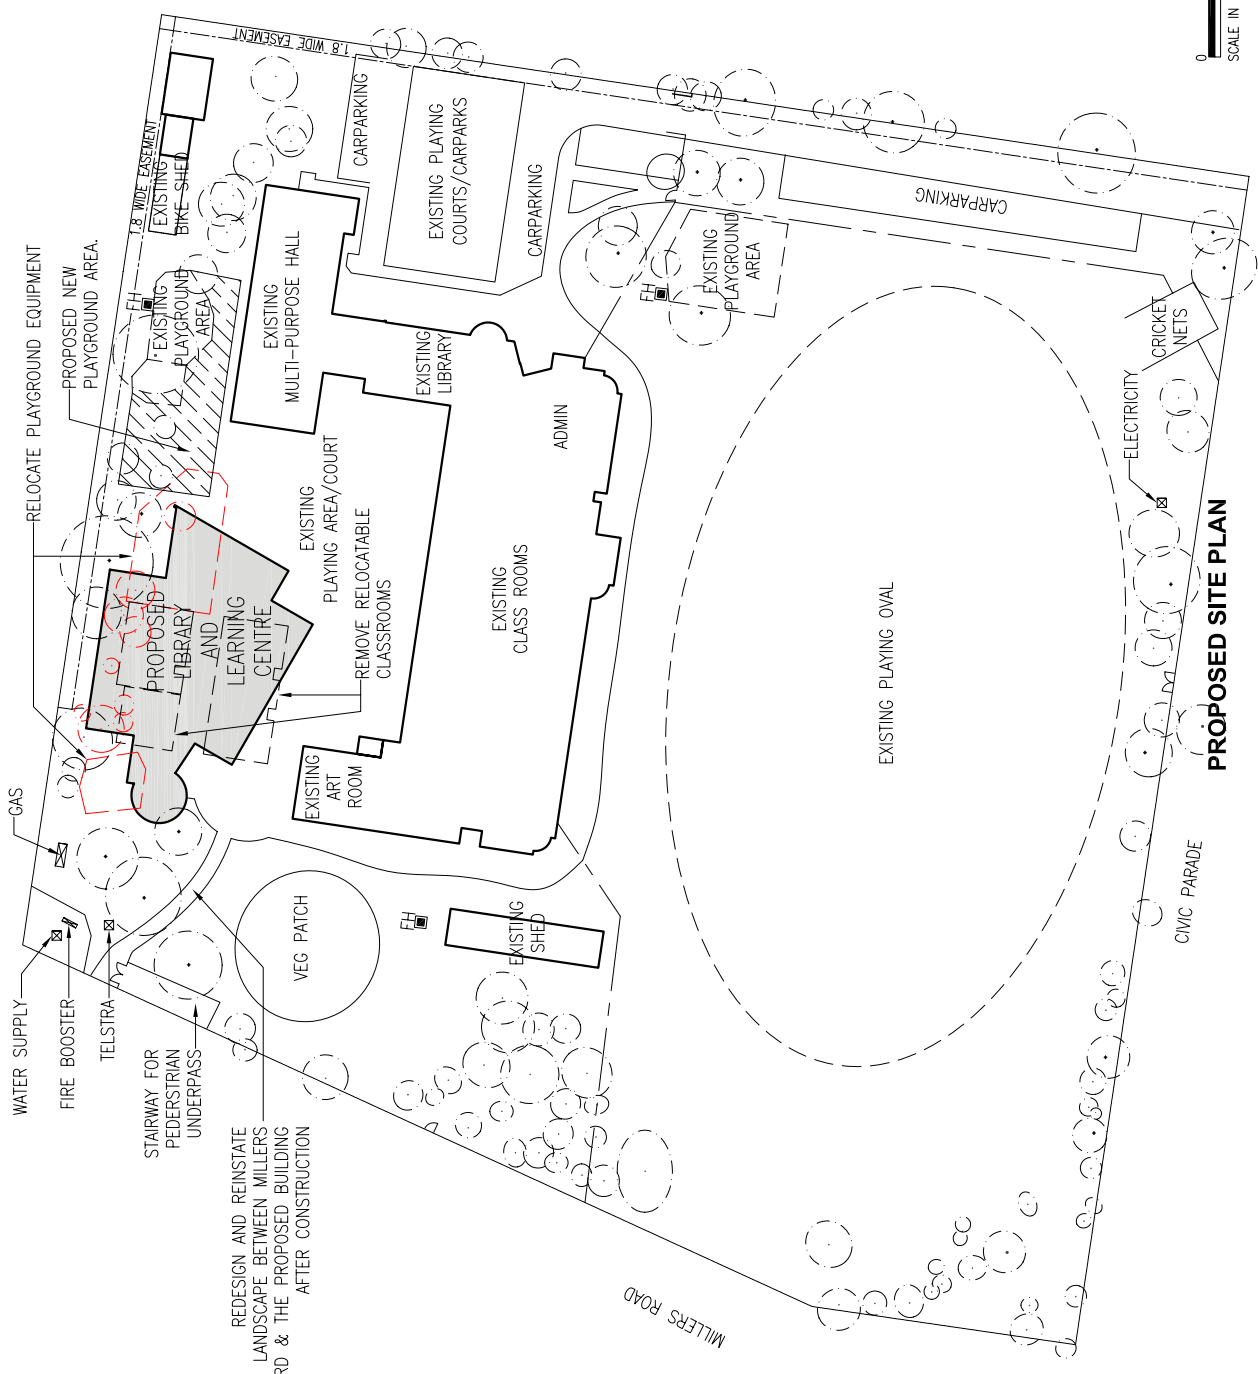 0
SCALE IN
1.8 WIDE EASEMENT
1.8 WIDE EASEMENT
EXISTING
BIKE SHED
RELOCATE PLAYGROUND EQUIPMENT
PROPOSED NEW
PLAYGROUND AREA.
FH
EXISTING
PLAYGROUND
AREA
EXISTING
MULTI-PURPOSE HALL
CARPARKING
EXISTING PLAYING
COURTS/CARPARKS
CARPARKING
CARPARKING
EXISTING
PLAYGROUND
AREA
FH
EXISTING
LIBRARY
ADMIN
CRICKET
NETS
ELECTRICITY
PROPOSED
LIBRARY
AND
LEARNING
CENTRE
EXISTING
PLAYING AREA/COURT
REMOVE RELOCATABLE
CLASSROOMS
EXISTING
CLASS ROOMS
EXISTING PLAYING OVAL
EXISTING
ART
ROOM
GAS
WATER SUPPLY
FIRE BOOSTER
TELSTRA
STAIRWAY FOR
PEDERSTRIAN
UNDERPASS
VEG PATCH
FH
EXISTING
SHED
REDESIGN AND REINSTATE
LANDSCAPE BETWEEN MILLERS
RD & THE PROPOSED BUILDING
AFTER CONSTRUCTION
MILLERS ROAD
CIVIC PARADE
PROPOSED SITE PLAN